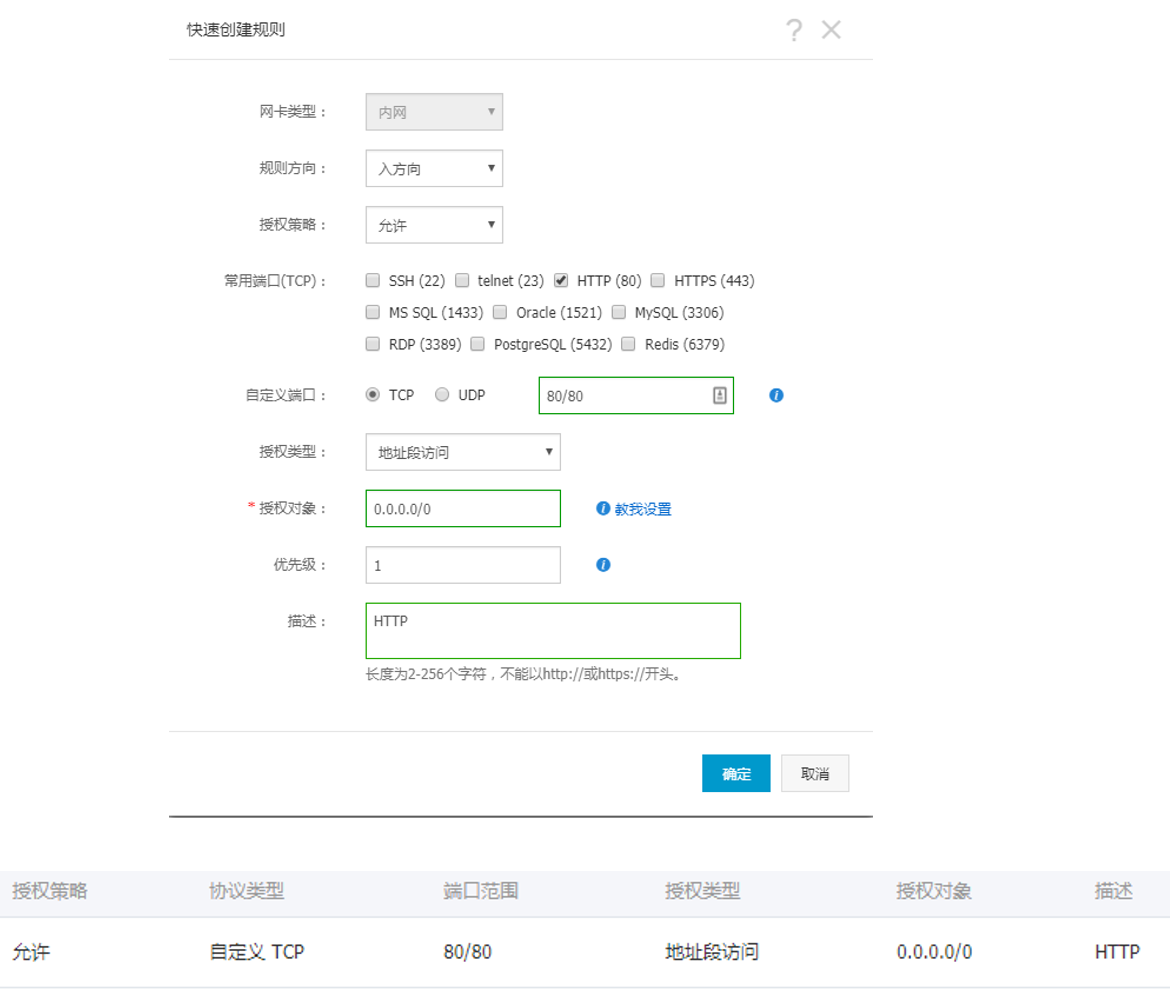 快速创建规则
网卡类型： 内网
规则方向： 入方向
授权策略： 允许
常用端口(TCP)： SSH (22) telnet (23) HTTP (80) HTTPS (443)
MS SQL (1433) Oracle (1521) MySQL (3306)
RDP (3389) PostgreSQL (5432) Redis (6379)
自定义端口： TCP UDP 80/80
授权类型： 地址段访问
* 授权对象： 0.0.0.0/0 教我设置
优先级： 1
描述： HTTP
长度为2-256个字符，不能以http://或https://开头。
确定 取消
授权策略 协议类型 端口范围 授权类型 授权对象 描述
允许 自定义 TCP 80/80 地址段访问 0.0.0.0/0 HTTP